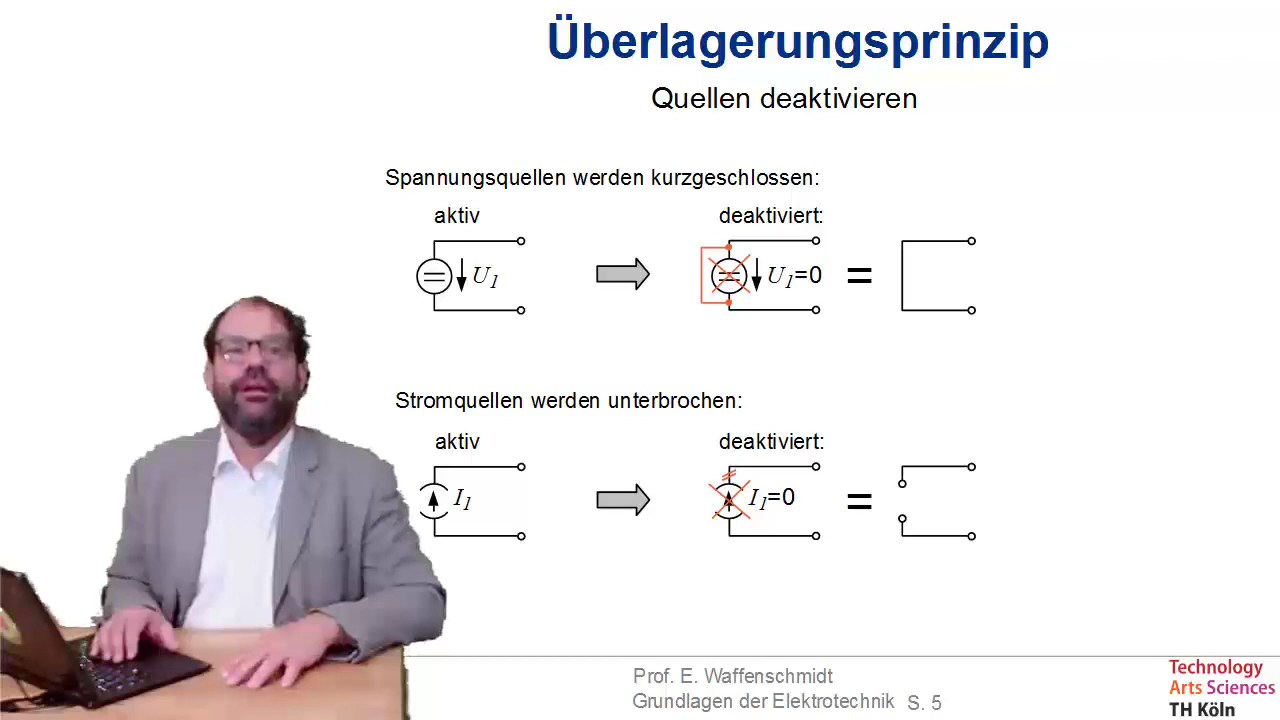 Überlagerungsprinzip
Quellen deaktivieren
Spannungsquellen werden kurzgeschlossen:
aktiv
deaktiviert:
U1
U1=0
=
Stromquellen werden unterbrochen:
aktiv
deaktiviert:
I1
I1=0
=
Prof. E. Waffenschmidt
Grundlagen der Elektrotechnik S. 5
Technology
Arts Sciences
TH Köln